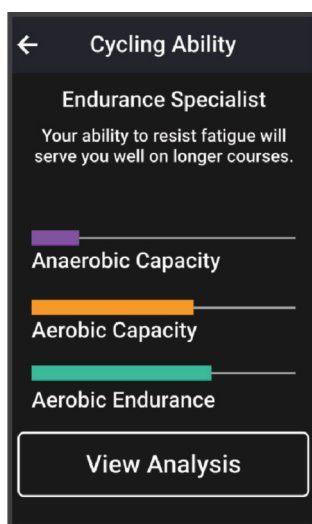 Cycling Ability
Endurance Specialist
Your ability to resist fatigue will
serve you well on longer courses.
Anaerobic Capacity
Aerobic Capacity
Aerobic Endurance
View Analysis